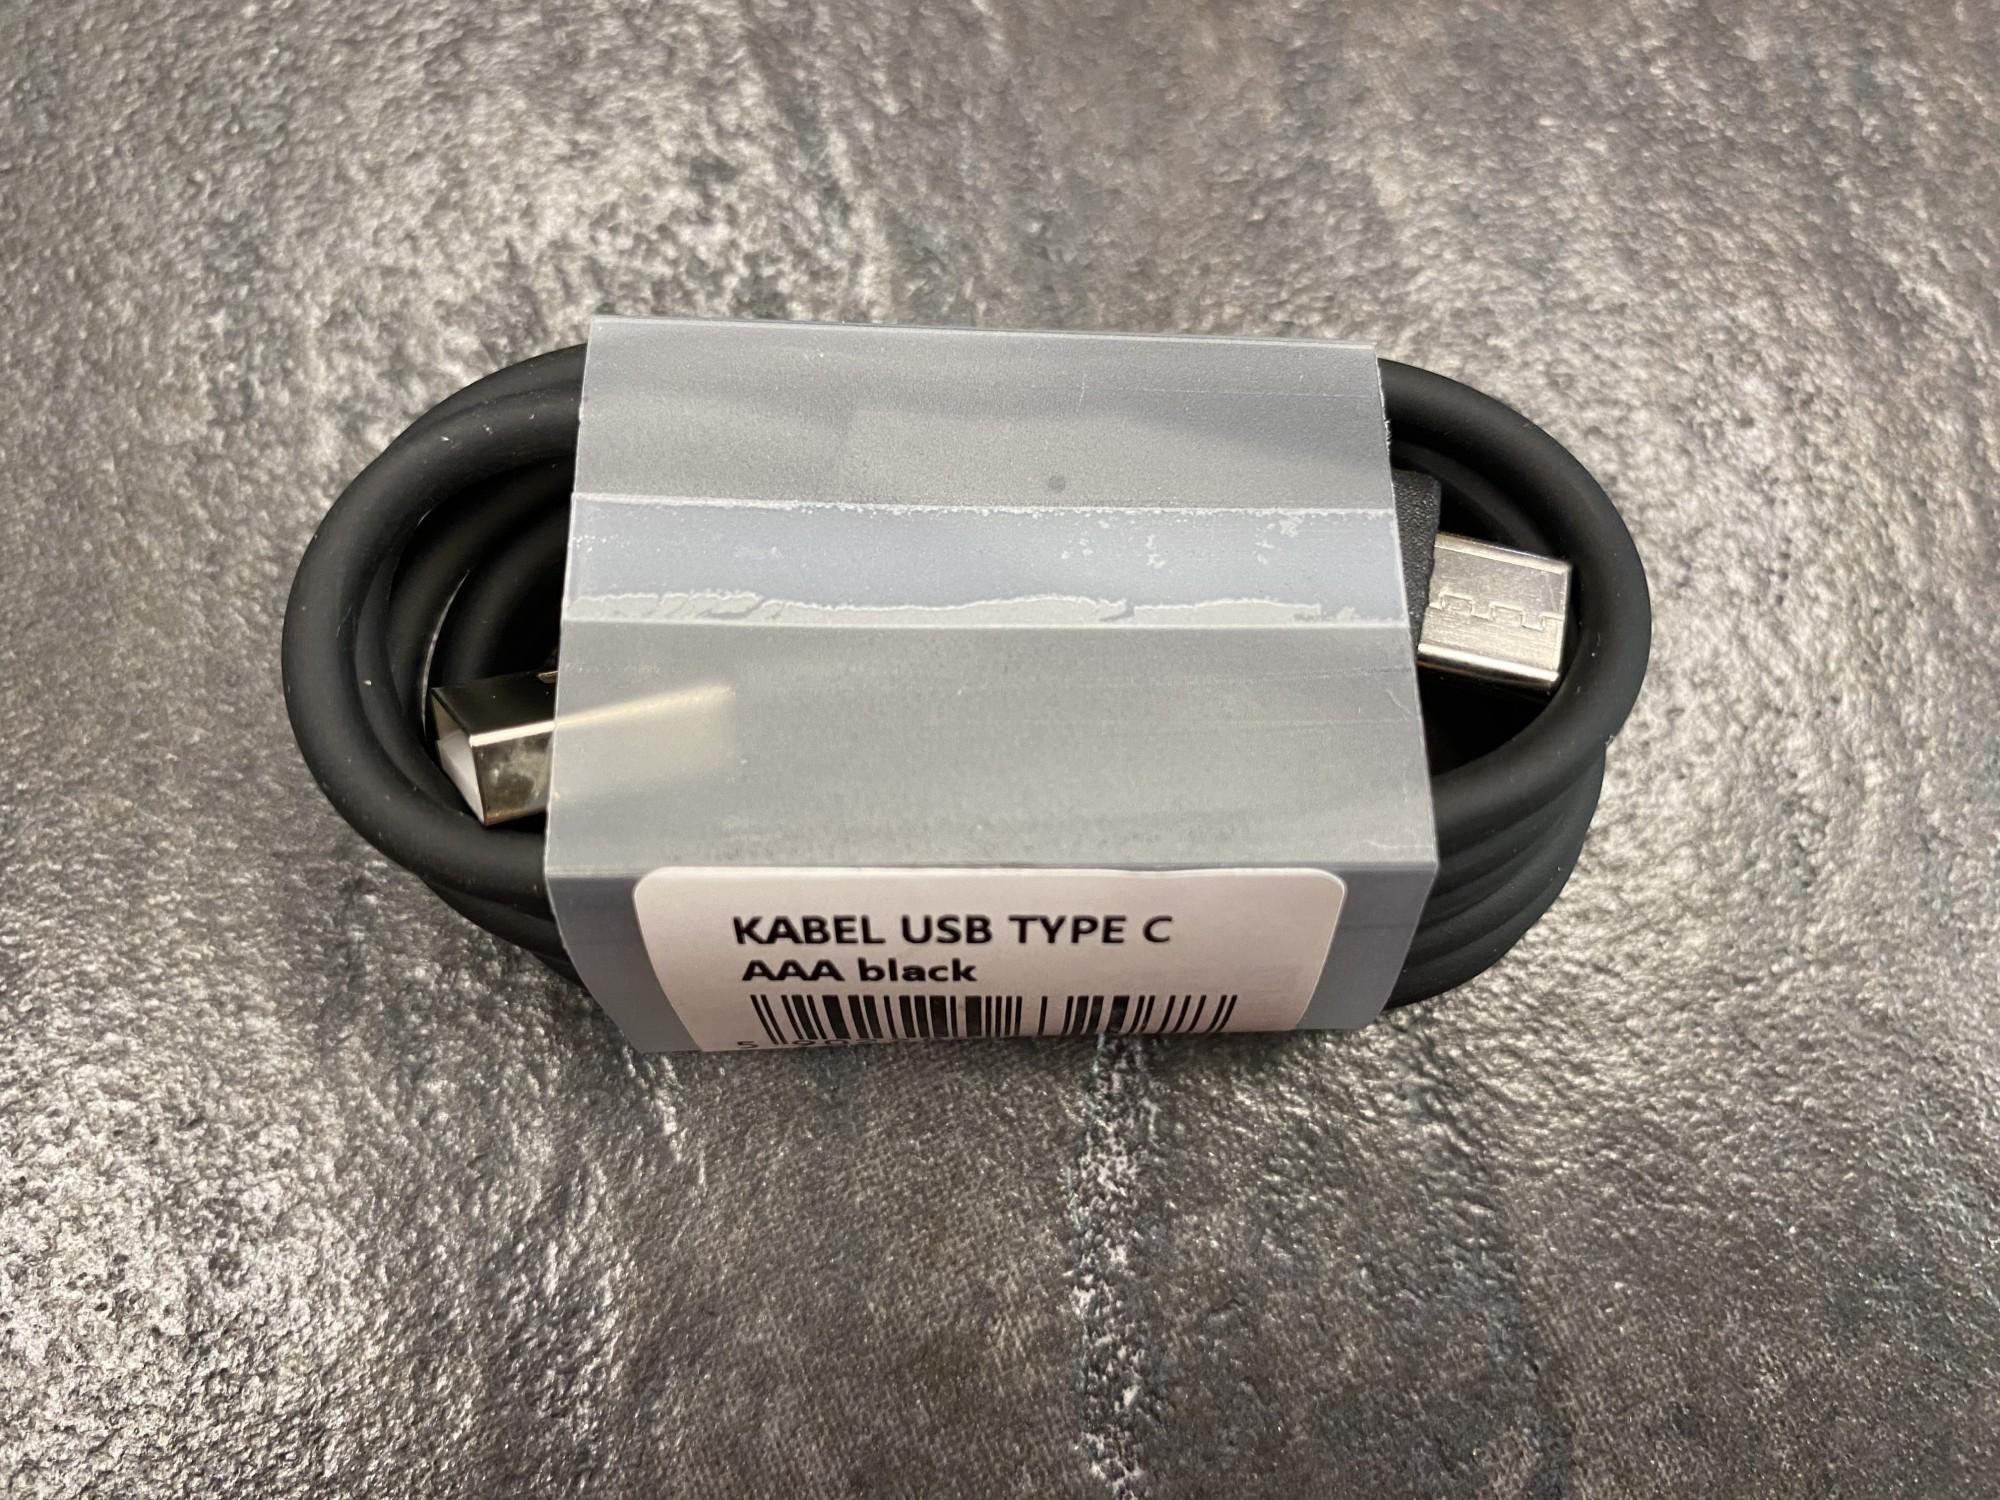 KABEL USB TYPE C
AAA black